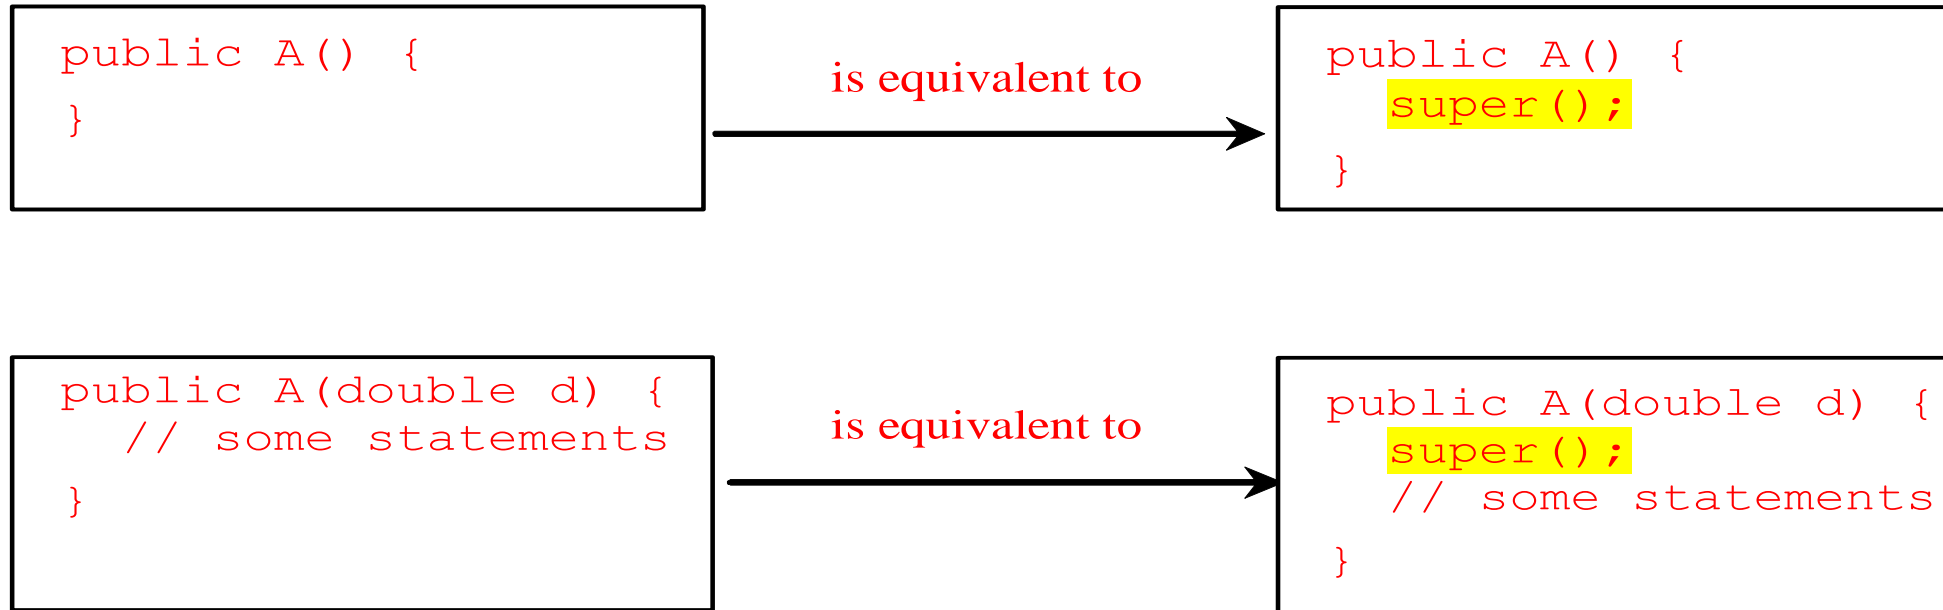 public A() {
}
is equivalent to
public A() {
super();
}
public A(double d) {
// some statements
}
is equivalent to
public A(double d) {
super();
// some statements
}